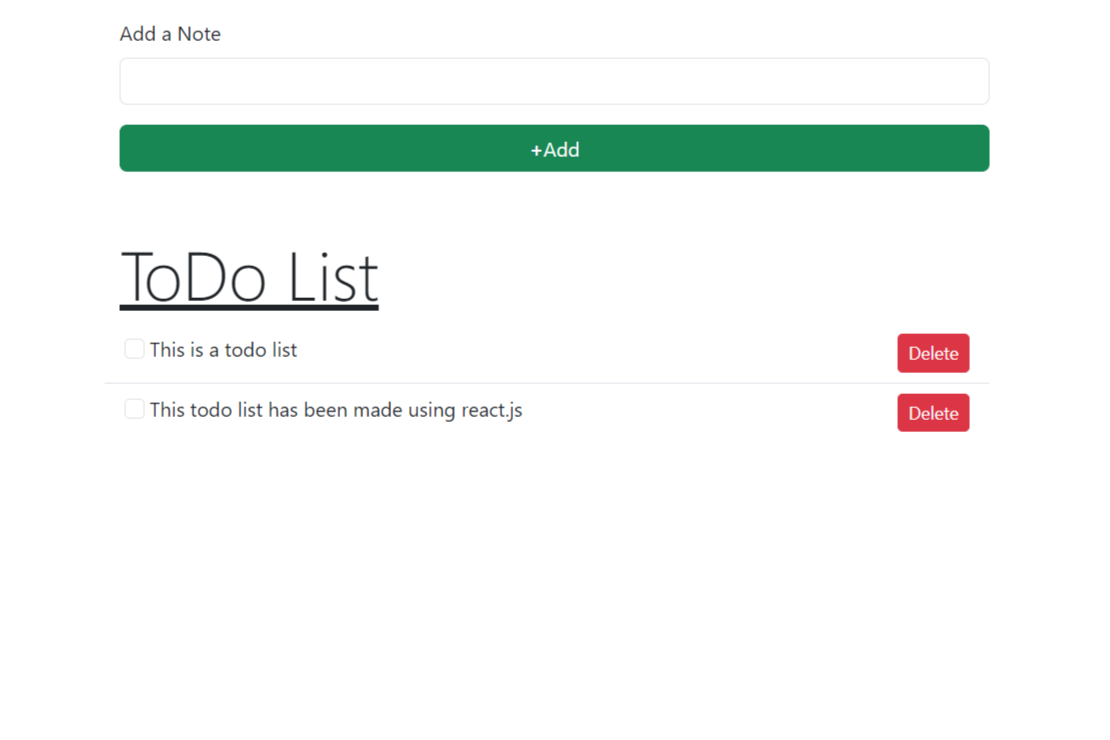 Add a Note
+Add
ToDo List
This is a todo list
Delete
This todo list has been made using react.js
Delete